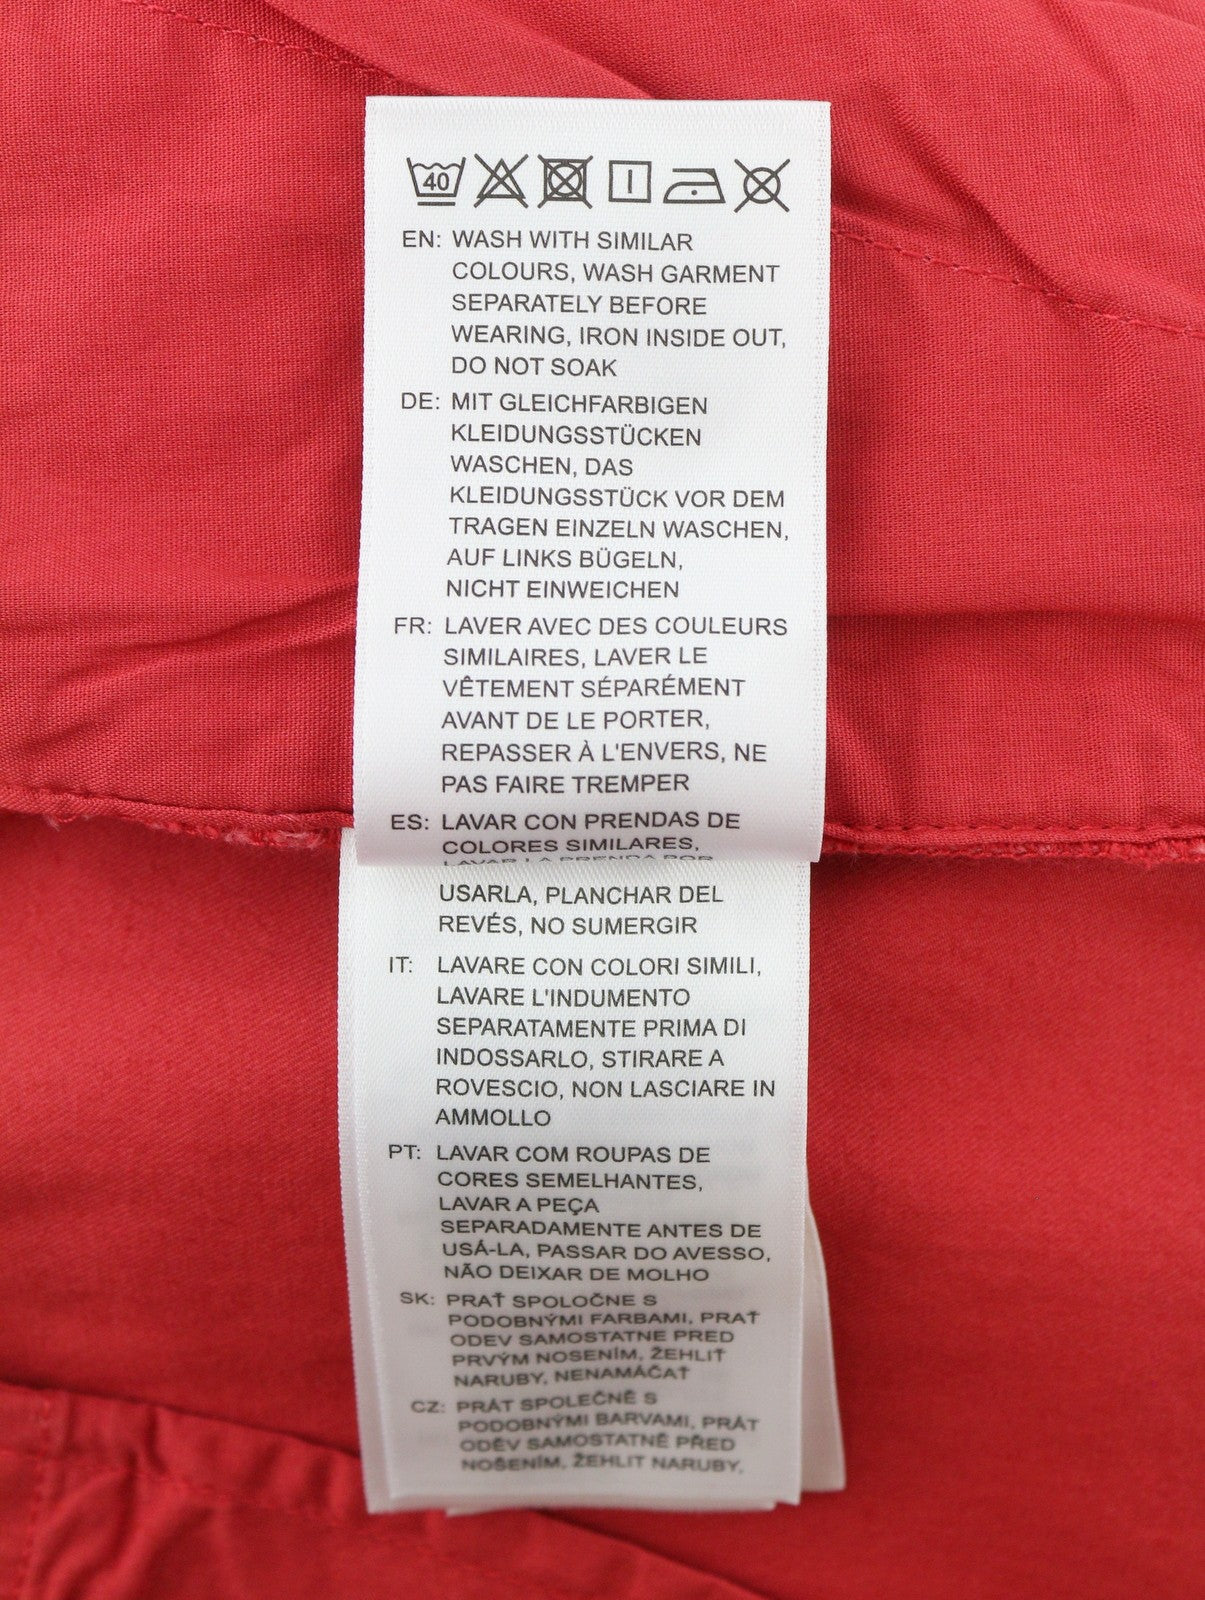 40
EN: WASH WITH SIMILAR
COLOURS, WASH GARMENT
SEPARATELY BEFORE
WEARING, IRON INSIDE OUT,
DO NOT SOAK
DE: MIT GLEICHFARBIGEN
KLEIDUNGSSTÜCKEN
WASCHEN, DAS
KLEIDUNGSSTÜCK VOR DEM
TRAGEN EINZELN WASCHEN,
AUF LINKS BÜGELN,
NICHT EINWEICHEN
FR: LAVER AVEC DES COULEURS
SIMILAIRES, LAVER LE
VÊTEMENT SÉPARÉMENT
AVANT DE LE PORTER,
REPASSER À L'ENVERS, NE
PAS FAIRE TREMPER
ES: LAVAR CON PRENDAS DE
COLORES SIMILARES,
LAVAR LA PRENDA POR
USARLA, PLANCHAR DEL
REVÉS, NO SUMERGIR
IT: LAVARE CON COLORI SIMILI,
LAVARE L'INDUMENTO
SEPARATAMENTE PRIMA DI
INDOSSARLO, STIRARE A
ROVESCIO, NON LASCIARE IN
AMMOLLO
PT: LAVAR COM ROUPAS DE
CORES SEMELHANTES,
LAVAR A PEÇA
SEPARADAMENTE ANTES DE
USÁ-LA, PASSAR DO AVESSO,
NÃO DEIXAR DE MOLHO
SK: PRAŤ SPOLOČNE S
PODOBNÝMI FARBAMI, PRAŤ
ODEV SAMOSTATNE PRED
PRVÝM NOSENÍM, ŽEHLIŤ
NARUBY, NENAMÁČAŤ
CZ: PRÁT SPOLEČNĚ S
PODOBNÝMI BARVAMI, PRÁT
ODĚV SAMOSTATNĚ PŘED
NOŠENÍM, ŽEHLIT NARUBY,